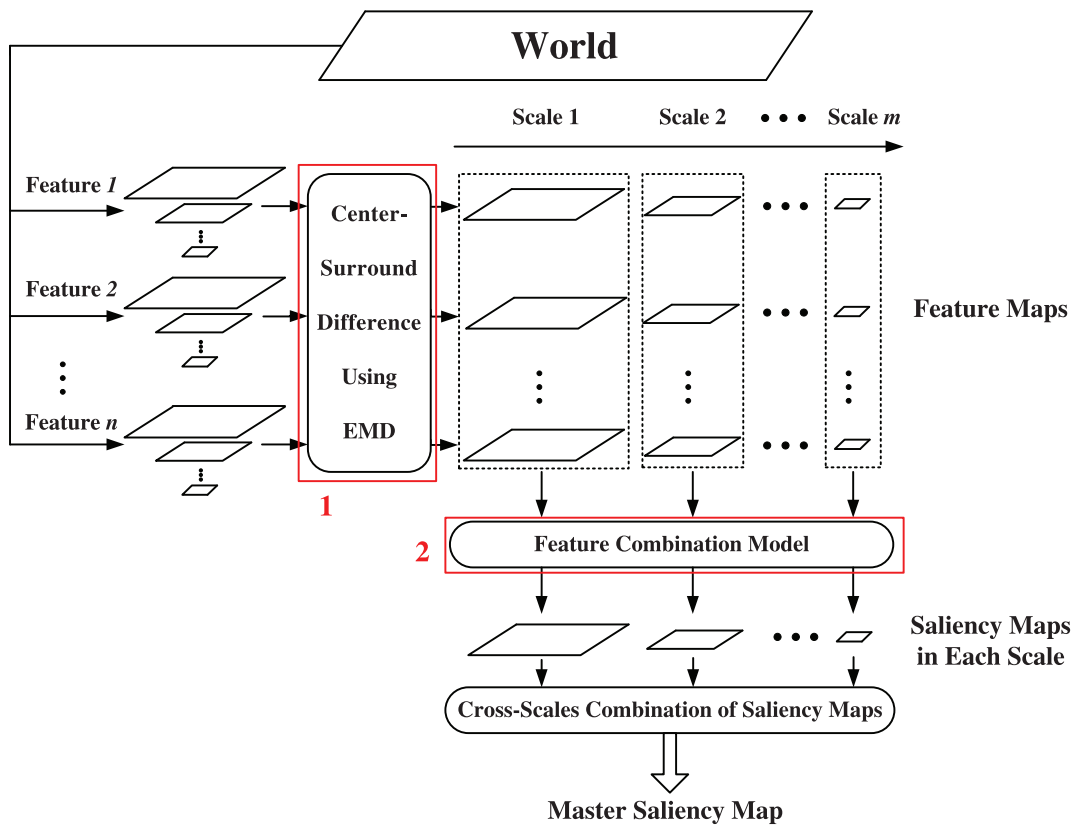 World
Scale 1
Scale 2
Scale m
Feature 1
Feature 2
Feature n
Center-
Surround
Difference
Using
EMD
1
Feature Maps
2
Feature Combination Model
Saliency Maps
in Each Scale
Cross-Scales Combination of Saliency Maps
Master Saliency Map